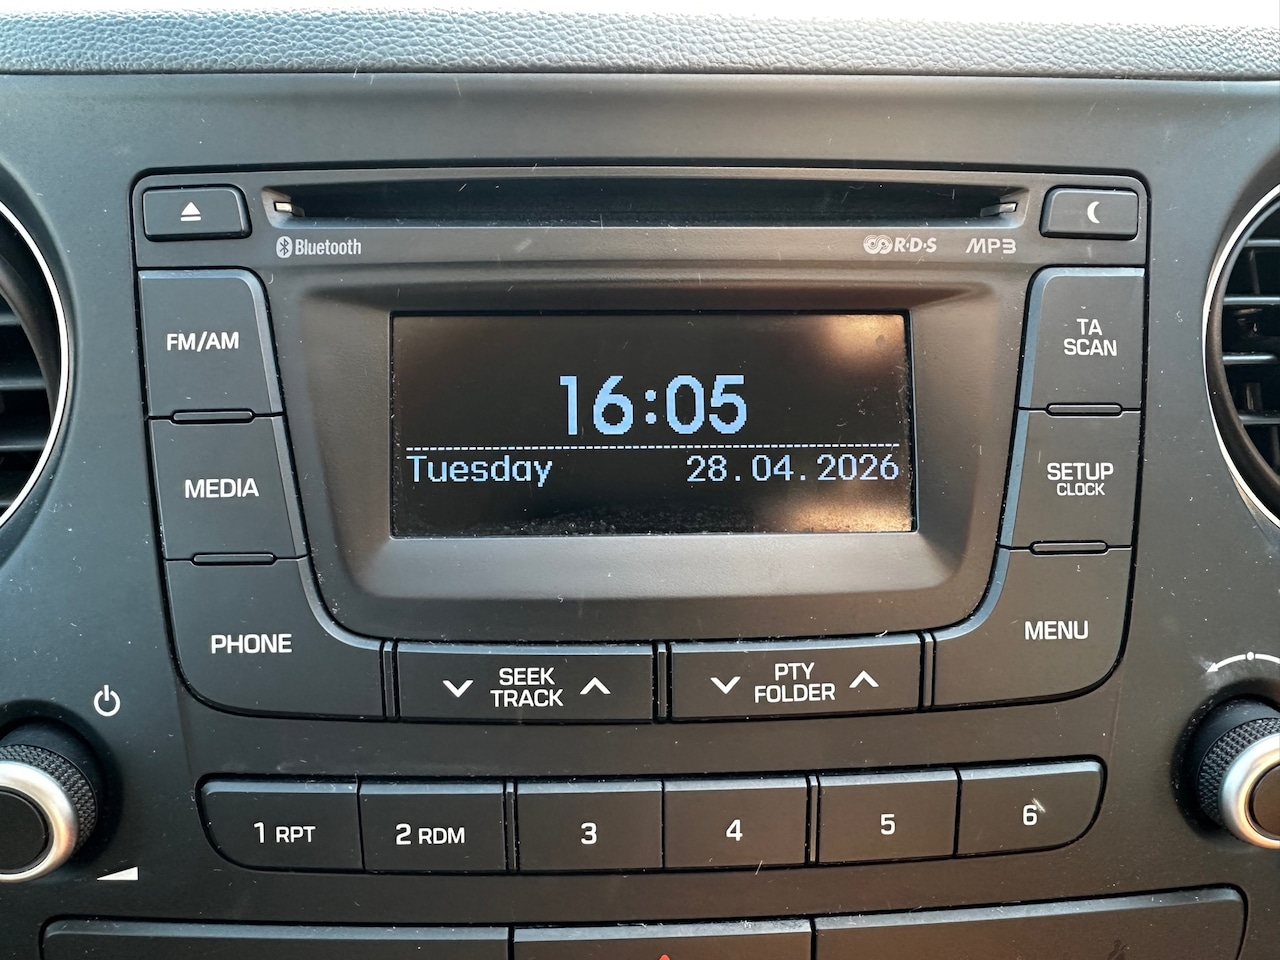 Bluetooth
R·D·S
MP3
FM/AM
MEDIA
PHONE
16:05
Tuesday 28.04.2026
TA
SCAN
SETUP
CLOCK
MENU
SEEK
TRACK
PTY
FOLDER
1 RPT
2 RDM
3
4
5
6